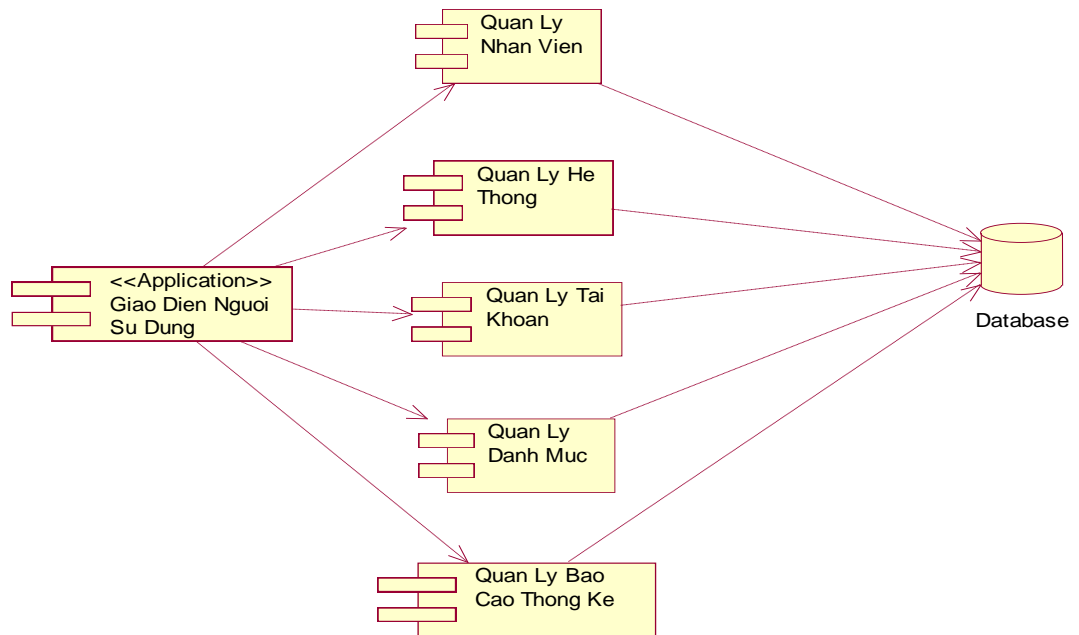 Quan Ly
Nhan Vien
Quan Ly He
Thong
<<Application>>
Giao Dien Nguoi
Su Dung
Quan Ly Tai
Khoan
Database
Quan Ly
Danh Muc
Quan Ly Bao
Cao Thong Ke